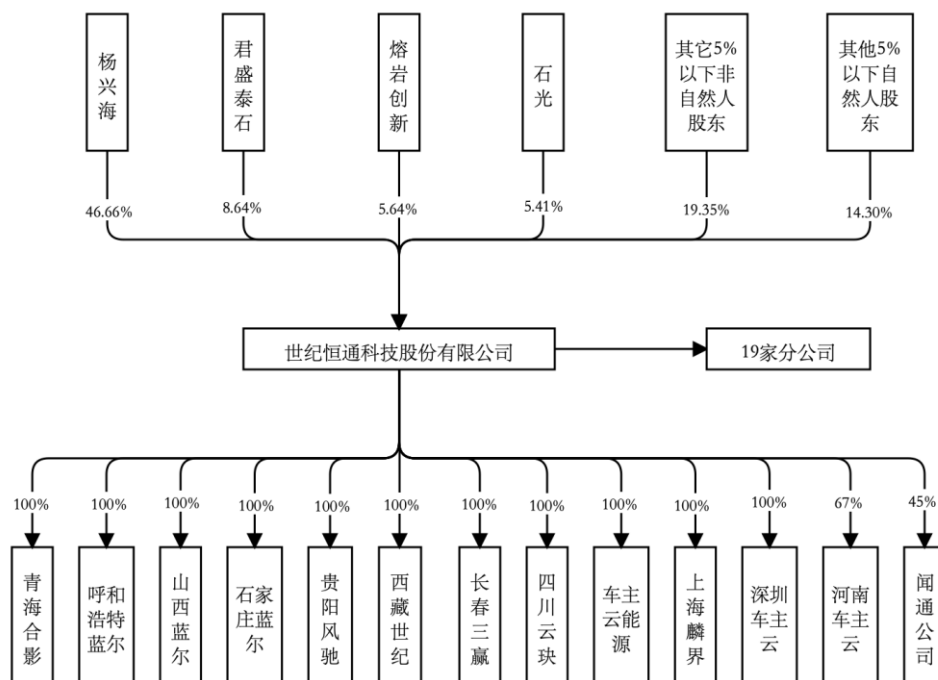 杨兴海
君盛泰石
熔岩创新
石光
其它5%
以下非
自然人
股东
其他5%
以下自
然人股
东
46.66%
8.64%
5.64%
5.41%
19.35%
14.30%
世纪恒通科技股份有限公司
19家分公司
100%
100%
100%
100%
100%
100%
100%
100%
100%
100%
100%
67%
45%
青海合影
呼和
浩特
蓝尔
山西蓝尔
石家
庄蓝
尔
贵阳风驰
西藏世纪
长春三赢
四川云玦
车主
云能
源
上海麟界
深圳
车主
云
河南
车主
云
闻通公司